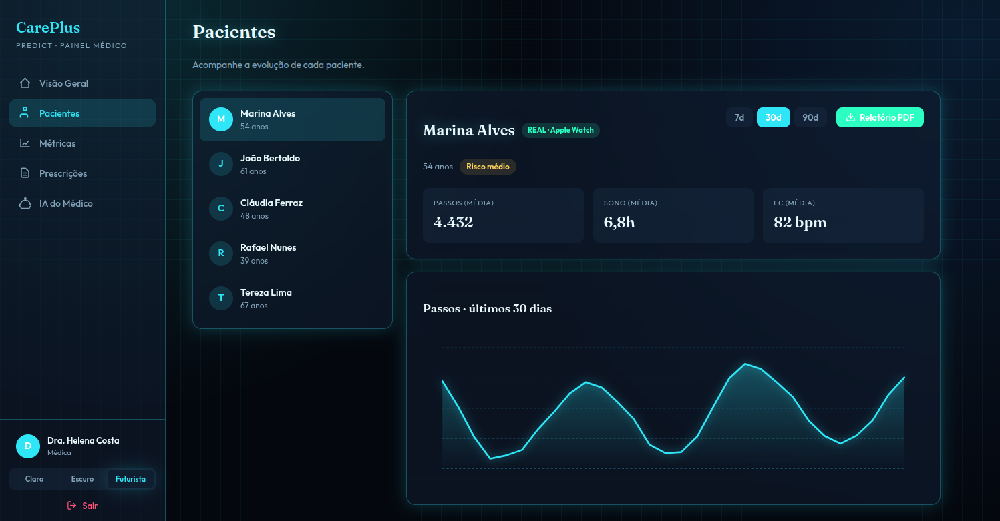 CarePlus
PREDICT · PAINEL MÉDICO
Visão Geral
Pacientes
Métricas
Prescrições
IA do Médico
D
Dra. Helena Costa
Médica
Claro
Escuro
Futurista
Sair
Pacientes
Acompanhe a evolução de cada paciente.
M
Marina Alves
54 anos
J
João Bertoldo
61 anos
C
Cláudia Ferraz
48 anos
R
Rafael Nunes
39 anos
T
Tereza Lima
67 anos
7d
30d
90d
Relatório PDF
Marina Alves
REAL · Apple Watch
54 anos
Risco médio
PASSOS (MÉDIA)
4.432
SONO (MÉDIA)
6,8h
FC (MÉDIA)
82 bpm
Passos · últimos 30 dias